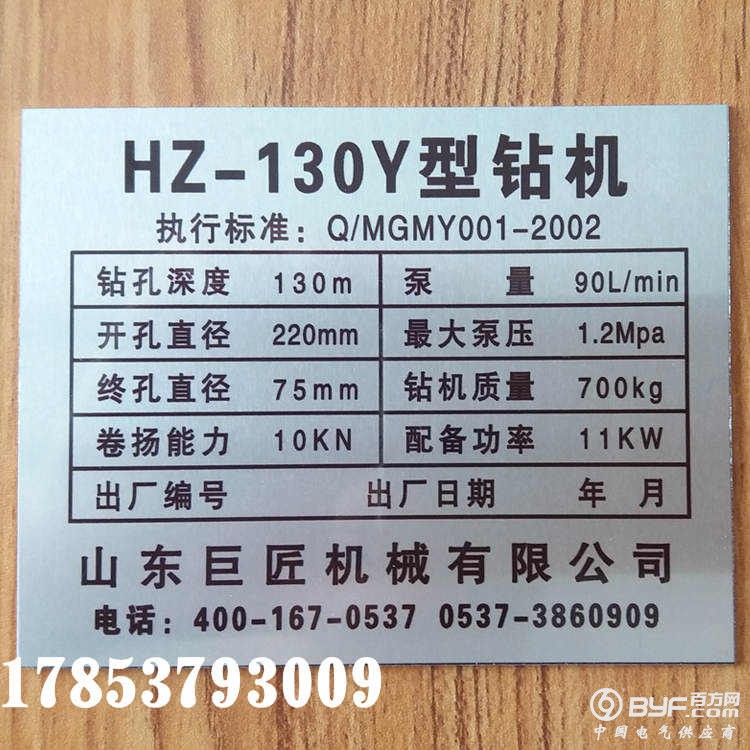 HZ-130Y型钻机
执行标准：Q/MGMY001-2002
钻孔深度 130m 泵 量 90L/min
开孔直径 220mm 最大泵压 1.2Mpa
终孔直径 75mm 钻机质量 700kg
卷扬能力 10KN 配备功率 11KW
出厂编号 出厂日期 年 月
山东巨匠机械有限公司
电话：400-167-0537 0537-3860909
17853793009
BYF百方网.com
中国电气供应商